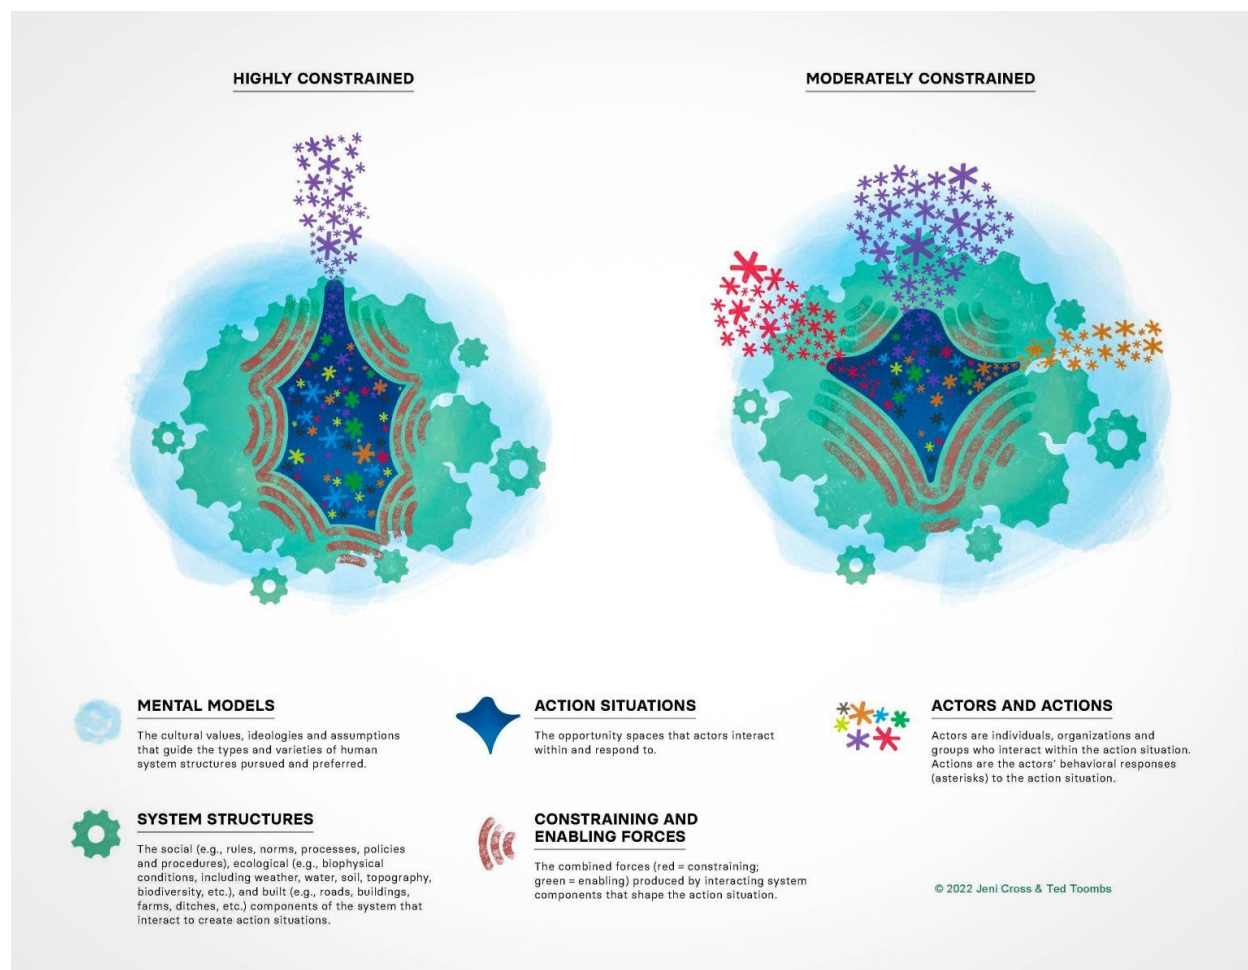 HIGHLY CONSTRAINED
MODERATELY CONSTRAINED
MENTAL MODELS
The cultural values, ideologies and assumptions
that guide the types and varieties of human
system structures pursued and preferred.
ACTION SITUATIONS
The opportunity spaces that actors interact
within and respond to.
ACTORS AND ACTIONS
Actors are individuals, organizations and
groups who interact within the action situation.
Actions are the actors' behavioral responses
(asterisks) to the action situation.
SYSTEM STRUCTURES
The social (e.g., rules, norms, processes, policies
and procedures), ecological (e.g., biophysical
conditions, including weather, water, soil, topography,
biodiversity, etc.), and built (e.g., roads, buildings,
farms, ditches, etc.) components of the system that
interact to create action situations.
CONSTRAINING AND
ENABLING FORCES
The combined forces (red = constraining;
green = enabling) produced by interacting system
components that shape the action situation.
© 2022 Jeni Cross & Ted Toombs